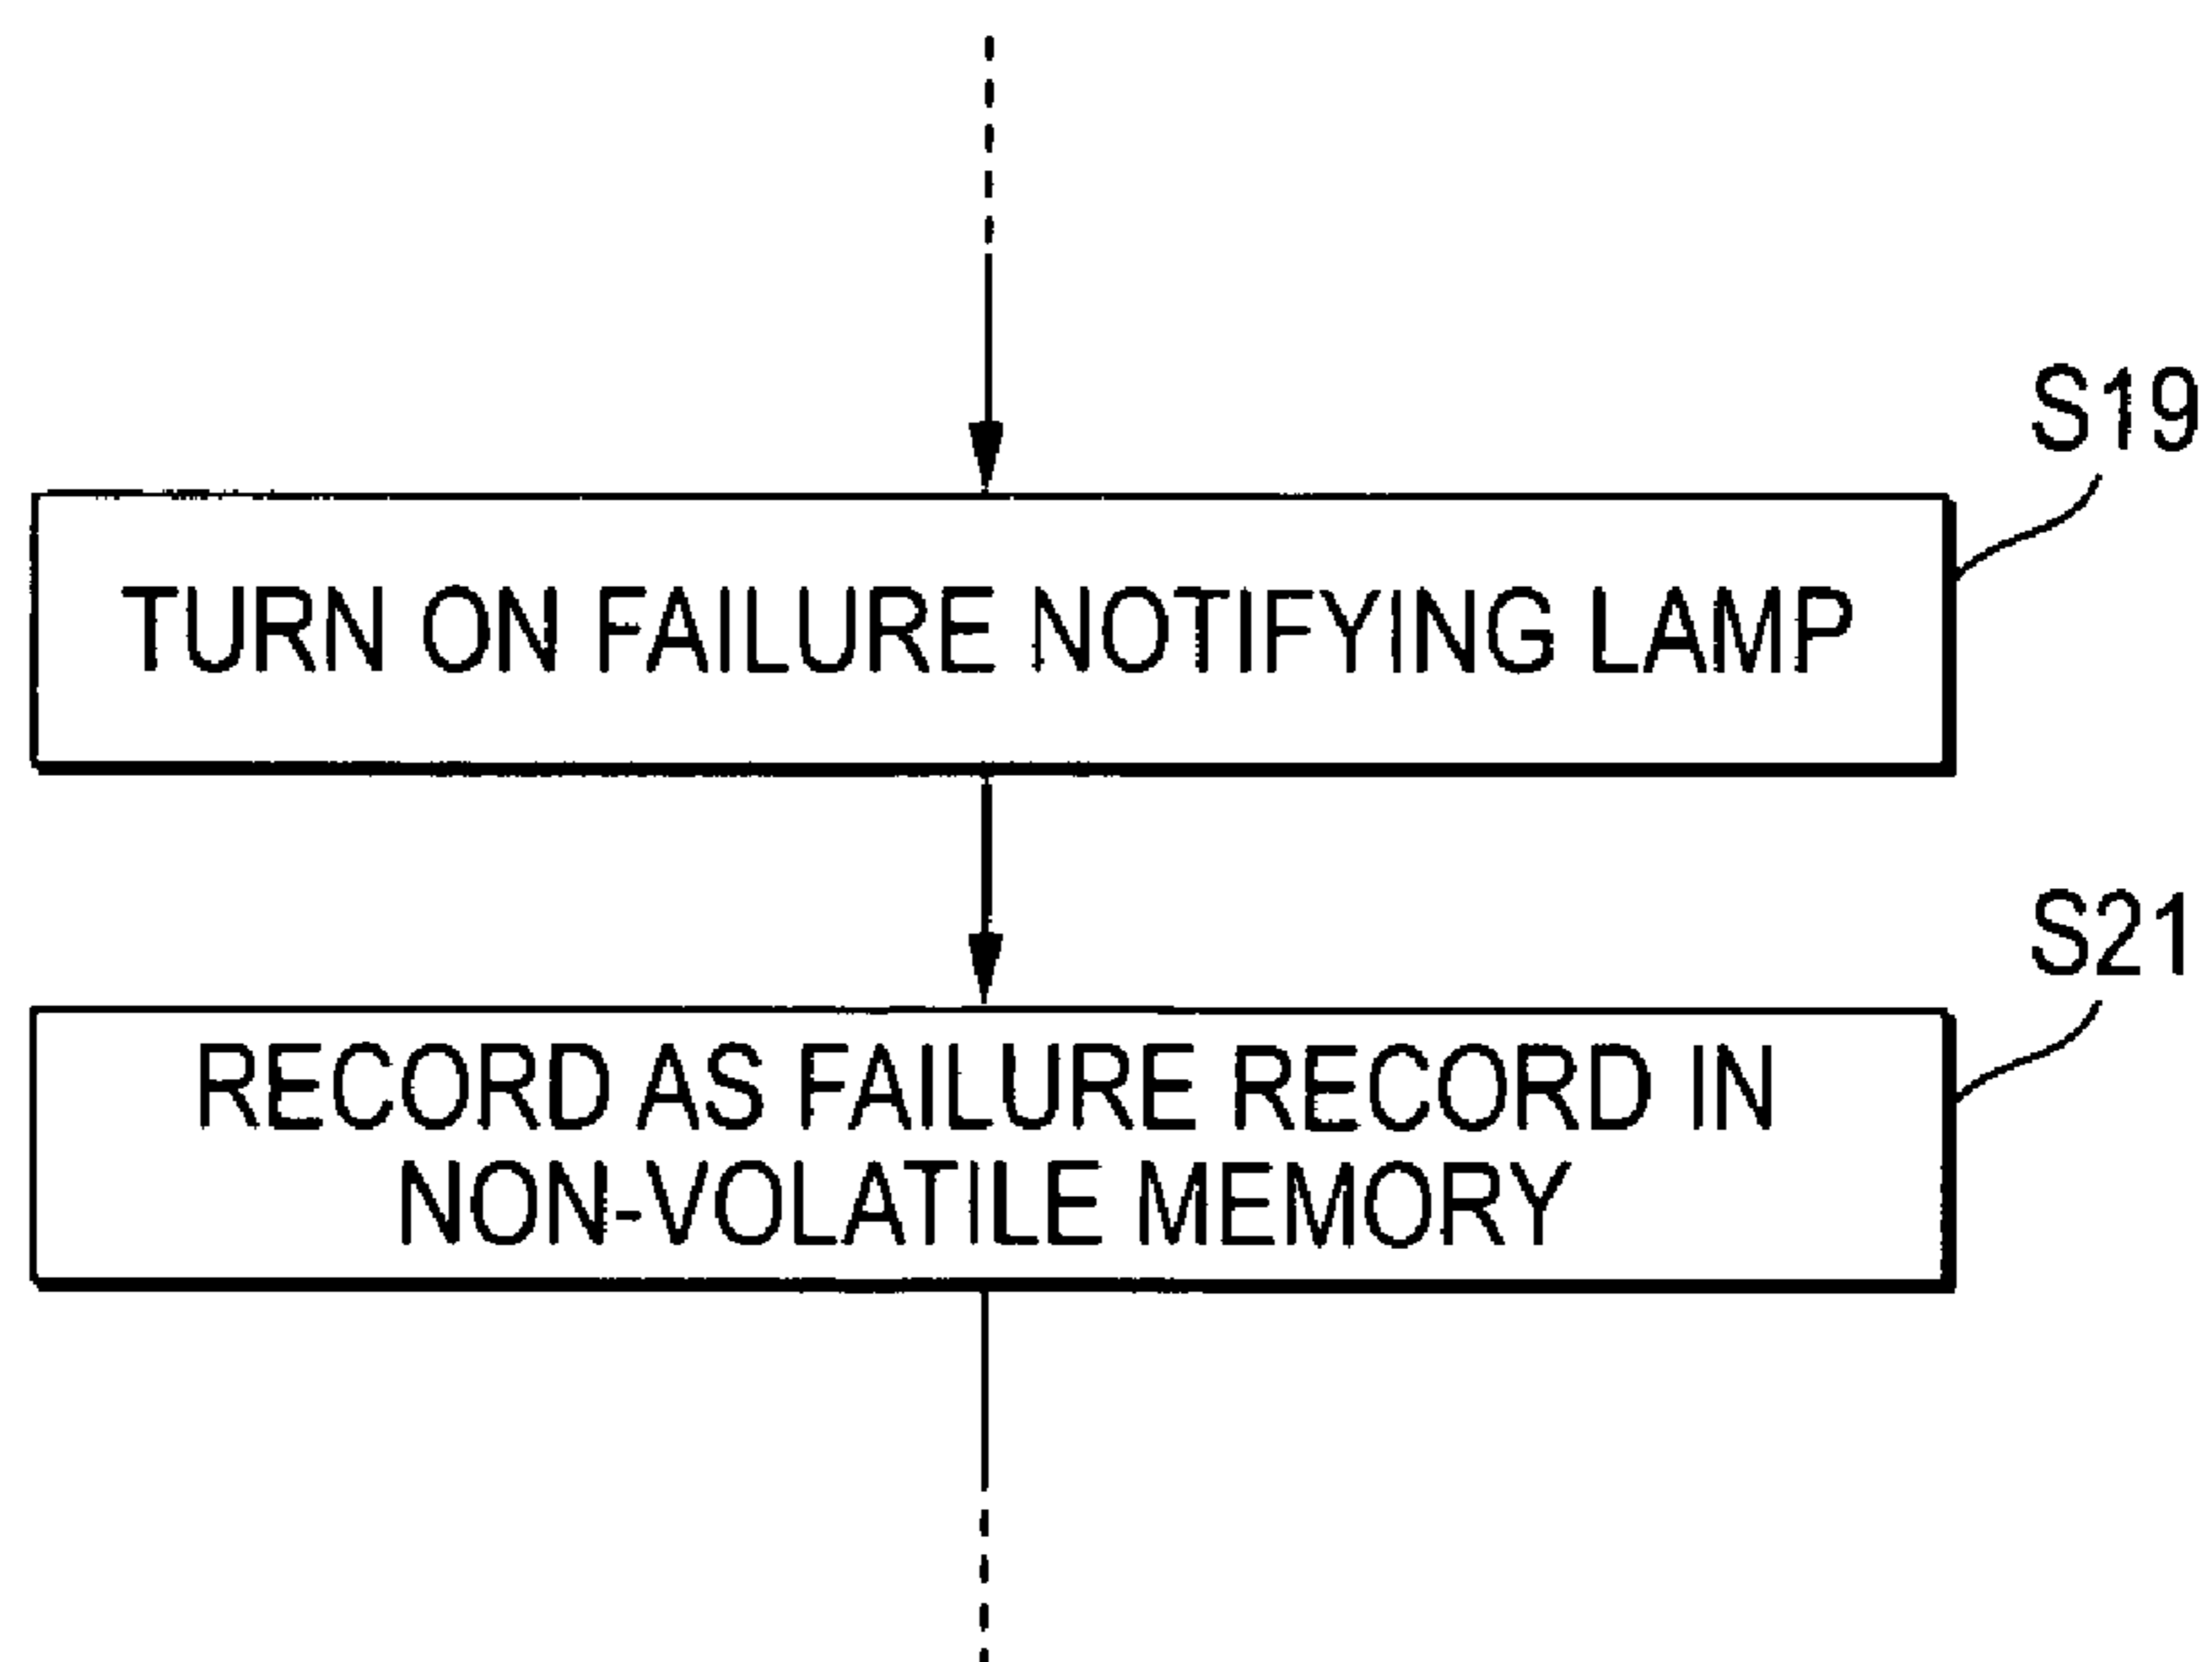 S19
TURN ON FAILURE NOTIFYING LAMP
S21
RECORD AS FAILURE RECORD IN
NON-VOLATILE MEMORY